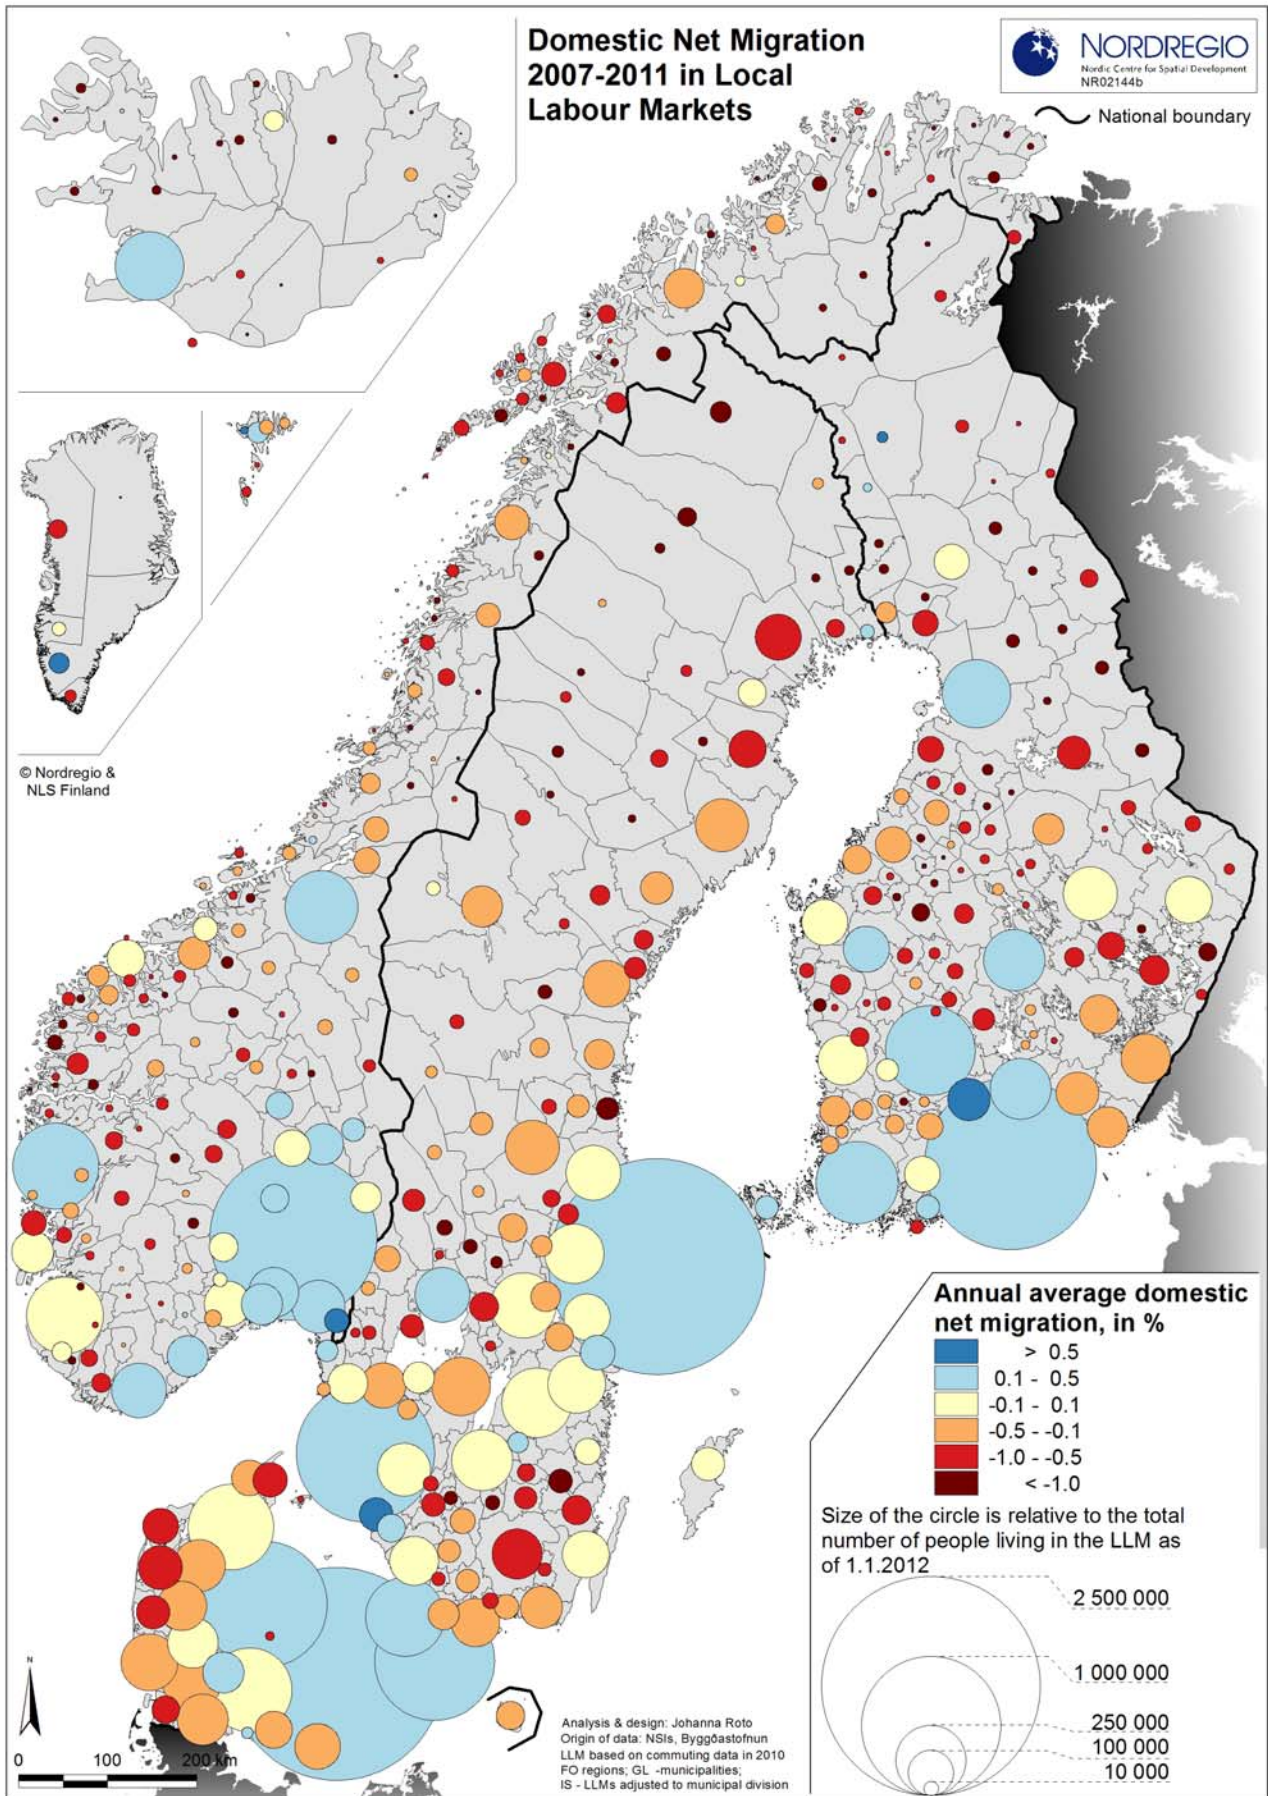 Domestic Net Migration
2007-2011 in Local
Labour Markets
NORDREGIO
Nordic Centre for Spatial Development
NR02144b
National boundary
© Nordregio &
NLS Finland
Annual average domestic
net migration, in %
> 0.5
0.1 - 0.5
-0.1 - 0.1
-0.5 - -0.1
-1.0 - -0.5
< -1.0
Size of the circle is relative to the total
number of people living in the LLM as
of 1.1.2012
2 500 000
1 000 000
250 000
100 000
10 000
N
0 100 200 km
Analysis & design: Johanna Roto
Origin of data: NSIs, Byggðastofnun
LLM based on commuting data in 2010
FO regions; GL -municipalities;
IS - LLMs adjusted to municipal division